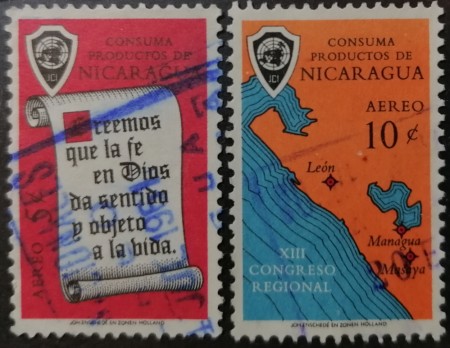 JCI
CONSUMA
PRODUCTOS DE
NICARAGUA
Creemos
que la fe
en Dios
da sentido
y objeto
a la vida.
AEREO
JOH. ENSCHEDÉ EN ZONEN HOLLAND
JCI
CONSUMA
PRODUCTOS DE
NICARAGUA
AEREO
10 ¢
León
Managua
Masaya
XIII
CONGRESO
REGIONAL
JOH. ENSCHEDÉ EN ZONEN HOLLAND